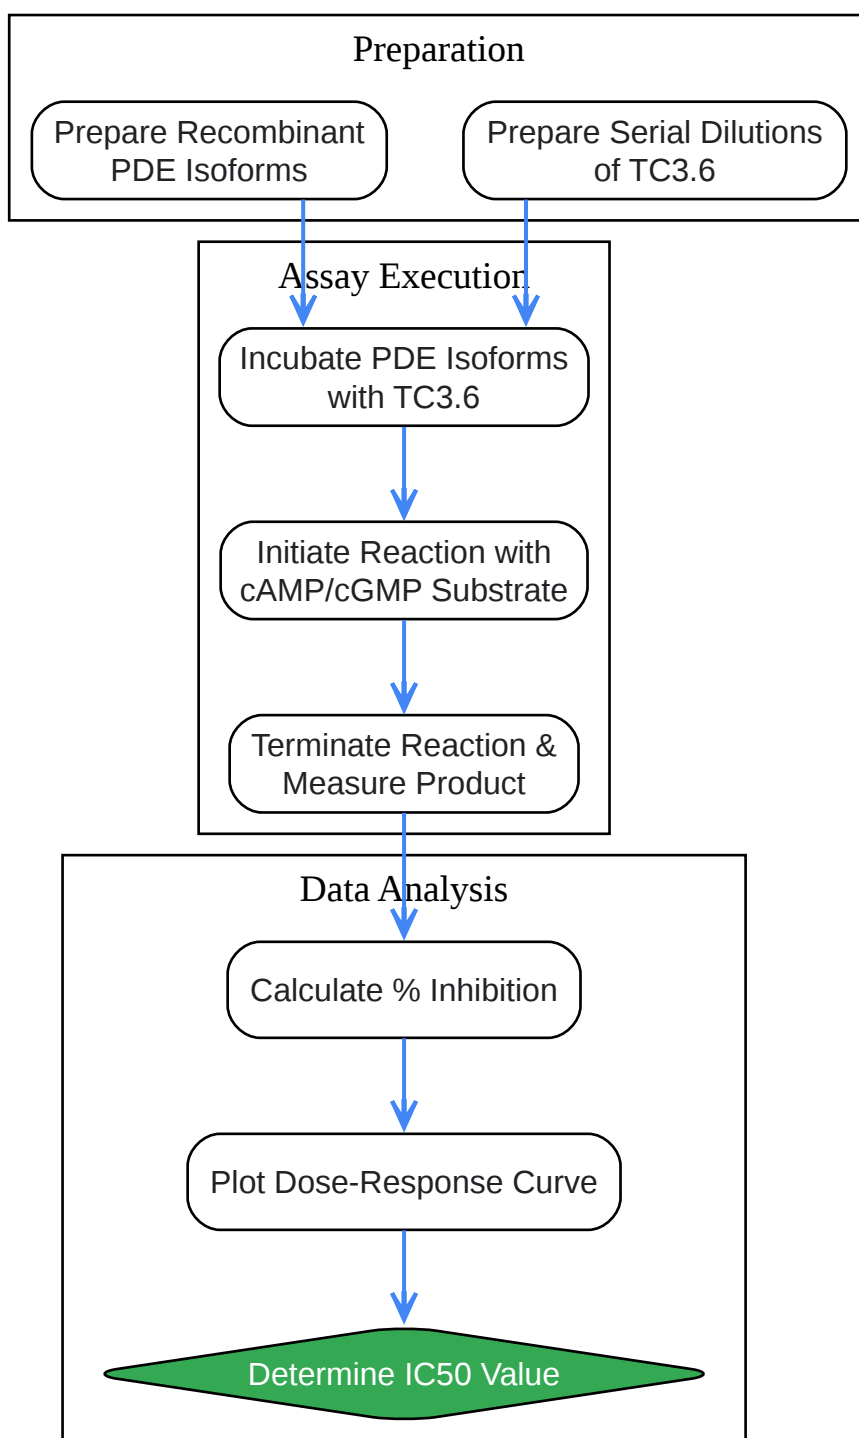 Preparation
Prepare Recombinant
PDE Isoforms
Prepare Serial Dilutions
of TC3.6
Assay Execution
Incubate PDE Isoforms
with TC3.6
Initiate Reaction with
cAMP/cGMP Substrate
Terminate Reaction &
Measure Product
Data Analysis
Calculate % Inhibition
Plot Dose-Response Curve
Determine IC50 Value